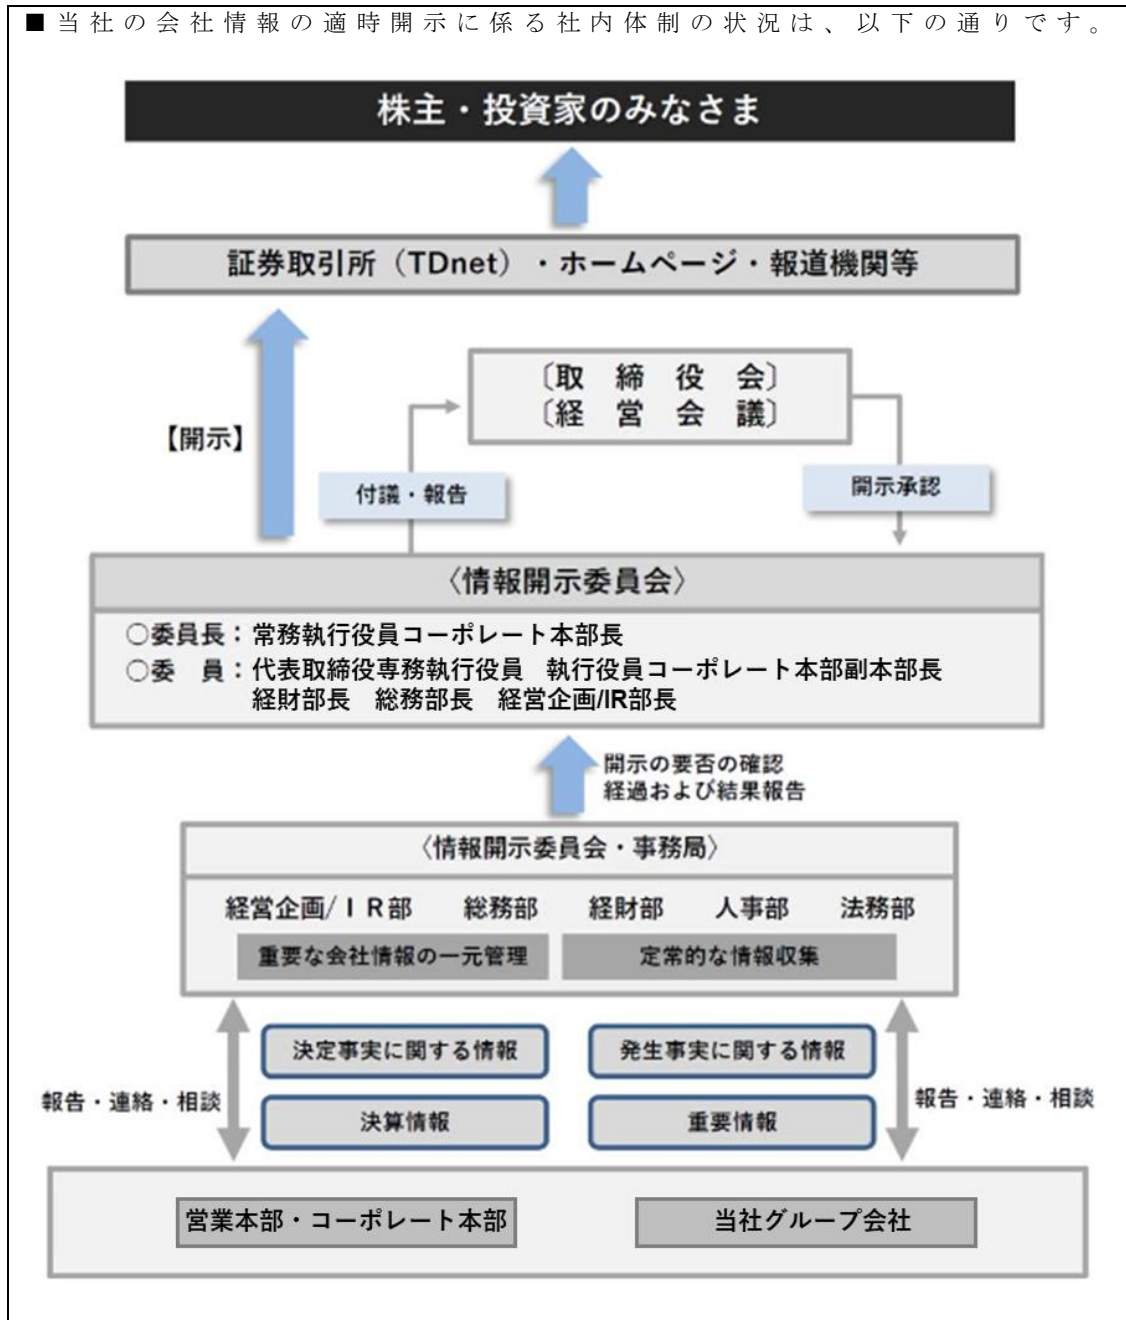 ■当社の会社情報の適時開示に係る社内体制の状況は、以下の通りです。
株主・投資家のみなさま
証券取引所（TDnet）・ホームページ・報道機関等
〔取　締　役　会〕
〔経　営　会　議〕
【開示】
付議・報告
開示承認
〈情報開示委員会〉
○委員長：常務執行役員コーポレート本部長
○委　員：代表取締役専務執行役員　執行役員コーポレート本部副本部長
経財部長　総務部長　経営企画/IR部長
開示の要否の確認
経過および結果報告
〈情報開示委員会・事務局〉
経営企画/ＩＲ部　総務部　経財部　人事部　法務部
重要な会社情報の一元管理　定常的な情報収集
決定事実に関する情報　発生事実に関する情報
報告・連絡・相談　決算情報　重要情報　報告・連絡・相談
営業本部・コーポレート本部　当社グループ会社